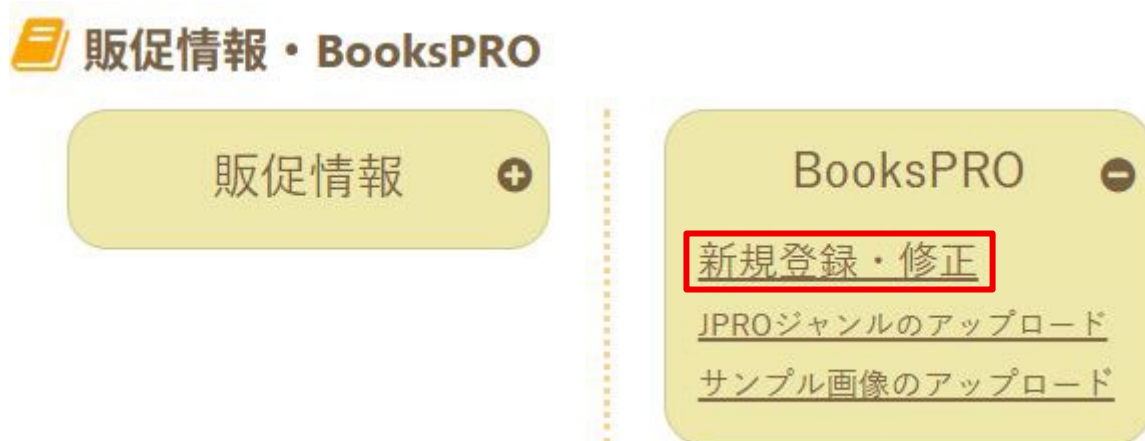 販促情報・BooksPRO
販促情報
BooksPRO
新規登録・修正
JPROジャンルのアップロード
サンプル画像のアップロード